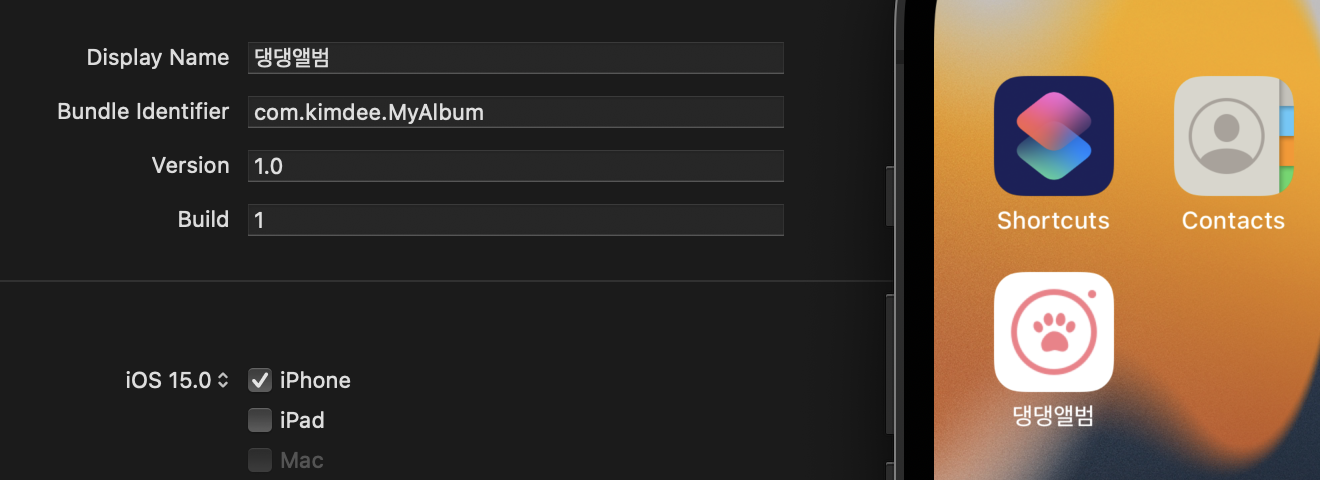 Display Name 댕댕앨범
Bundle Identifier com.kimdee.MyAlbum
Version 1.0
Build 1
iOS 15.0 iPhone
iPad
Mac
Shortcuts Contacts
댕댕앨범